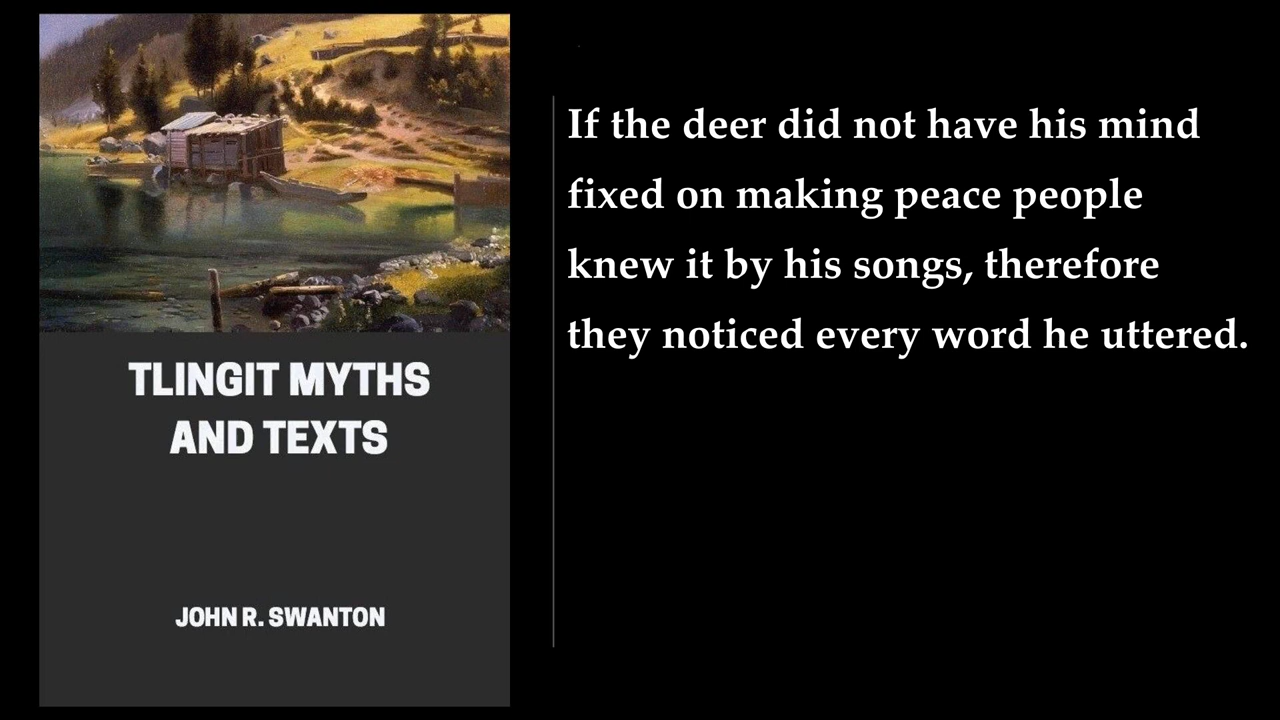 TLINGIT MYTHS
AND TEXTS
JOHN R. SWANTON
If the deer did not have his mind
fixed on making peace people
knew it by his songs, therefore
they noticed every word he uttered.